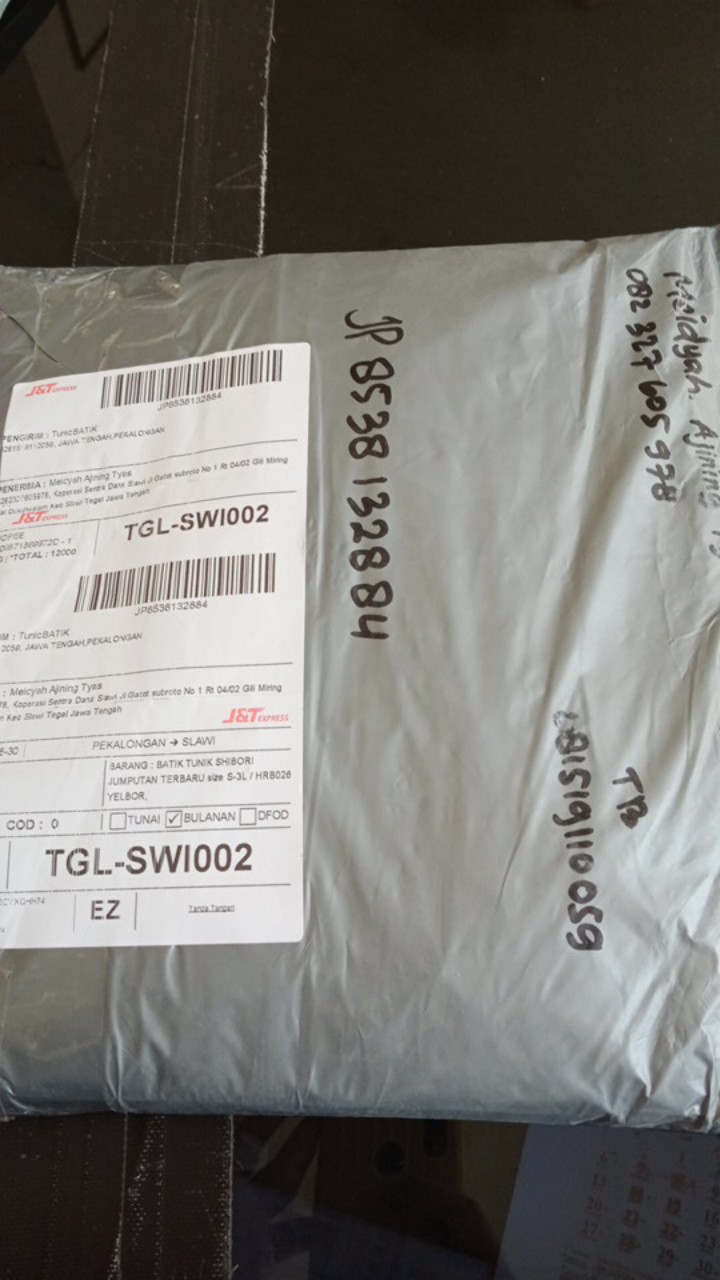 J&T EXPRESS
JP8538132884
PENGIRIM : TunicBATIK
JAWA TENGAH,PEKALONGAN
PENERIMA : Meicyah Ajining Tyas
Koperasi Sentra Dana Slawi Jl Gatot subroto No 1 Rt 04/02 Gili Miring
Kec Slawi Tegal Jawa Tengah
J&T EXPRESS
TGL-SWI002
*TOTAL : 12000
JP8538132884
TunicBATIK
JAWA TENGAH,PEKALONGAN
: Meicyah Ajining Tyas
Koperasi Sentra Dana Slawi Jl Gatot subroto No 1 Rt 04/02 Gili Miring
Kec Slawi Tegal Jawa Tengah
J&T EXPRESS
PEKALONGAN → SLAWI
BARANG : BATIK TUNIK SHIBORI
JUMPUTAN TERBARU size S-3L / HRB026
YELBOR,
COD : 0
TUNAI BULANAN DFOD
TGL-SWI002
EZ
Tanda Tangan
JP 8538 132884
Ajining
082 327 605 978
TB